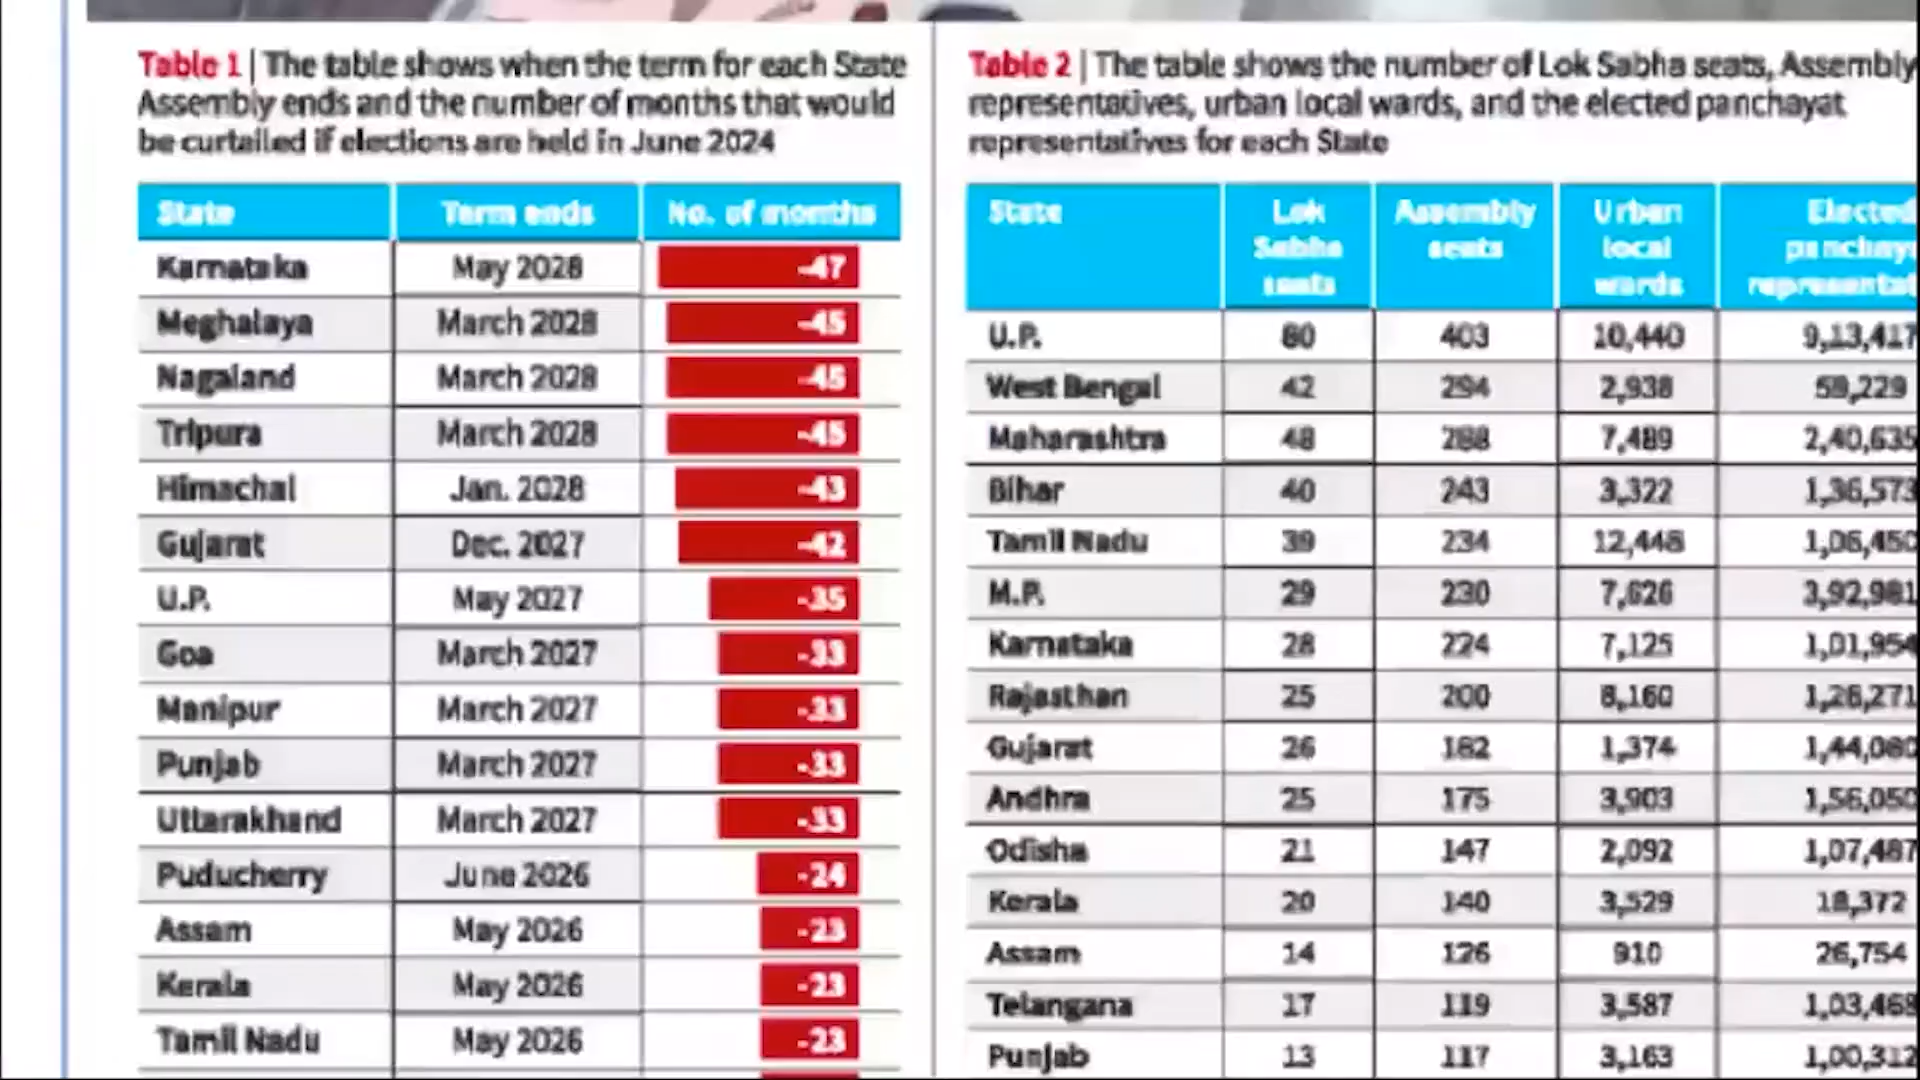 Table 1 | The table shows when the term for each State
Assembly ends and the number of months that would
be curtailed if elections are held in June 2024
State Term ends No. of months
Karnataka May 2028 -47
Meghalaya March 2028 -45
Nagaland March 2028 -45
Tripura March 2028 -45
Himachal Jan. 2028 -43
Gujarat Dec. 2027 -42
U.P. May 2027 -35
Goa March 2027 -33
Manipur March 2027 -33
Punjab March 2027 -33
Uttarakhand March 2027 -33
Puducherry June 2026 -24
Assam May 2026 -23
Kerala May 2026 -23
Tamil Nadu May 2026 -23
Table 2 | The table shows the number of Lok Sabha seats, Assembly
representatives, urban local wards, and the elected panchayat
representatives for each State
State Lok Assembly Urban Elected
Sabha seats local
seats wards
U.P. 80 403 10,440 9,13,417
West Bengal 42 294 2,938 59,229
Maharashtra 48 288 7,489 2,40,635
Bihar 40 243 3,322 1,36,573
Tamil Nadu 39 234 12,448 1,06,450
M.P. 29 230 7,626 3,92,981
Karnataka 28 224 7,125 1,01,954
Rajasthan 25 200 8,160 1,26,271
Gujarat 26 182 1,374 1,44,080
Andhra 25 175 3,903 1,56,050
Odisha 21 147 2,092 1,07,487
Kerala 20 140 3,529 18,372
Assam 14 126 910 26,754
Telangana 17 119 3,587 1,03,468
Punjab 13 117 3,163 1,00,312